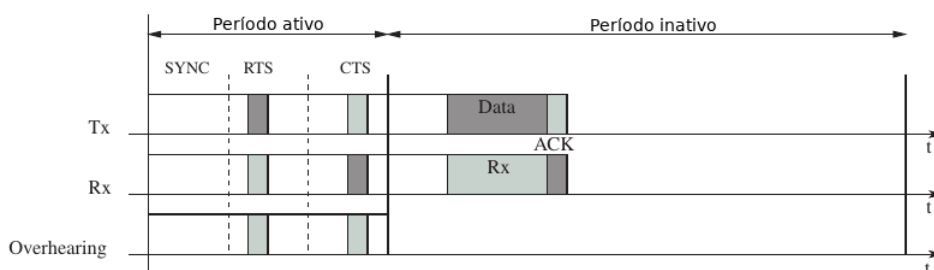 Período ativo
Período inativo
SYNC RTS CTS
Tx
Data
t
ACK
Rx
Rx
t
Overhearing
t